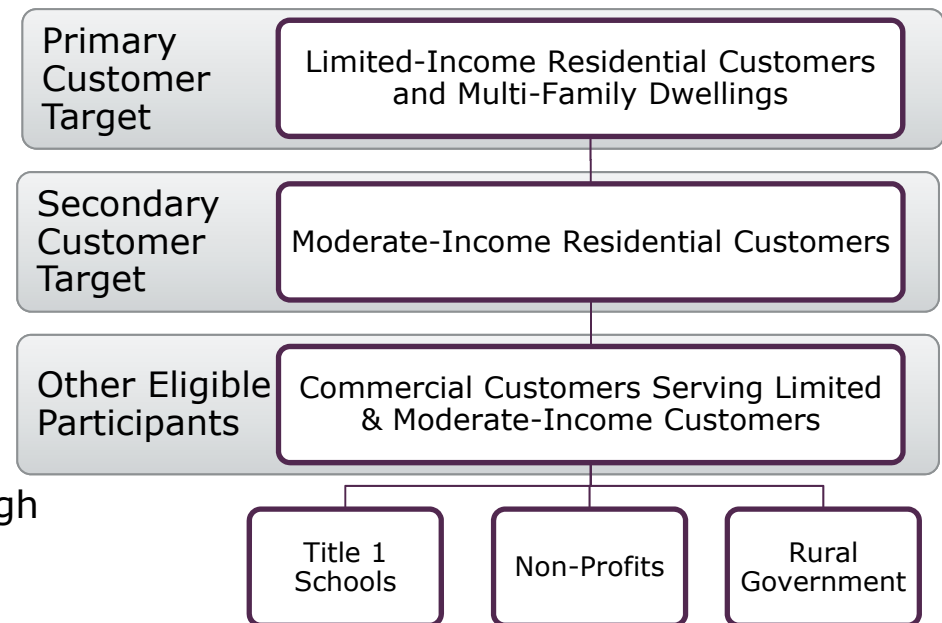 Primary
Customer
Target
Limited-Income Residential Customers
and Multi-Family Dwellings
Secondary
Customer
Target
Moderate-Income Residential Customers
Other Eligible
Participants
Commercial Customers Serving Limited
& Moderate-Income Customers
gh
Title 1
Schools
Non-Profits
Rural
Government